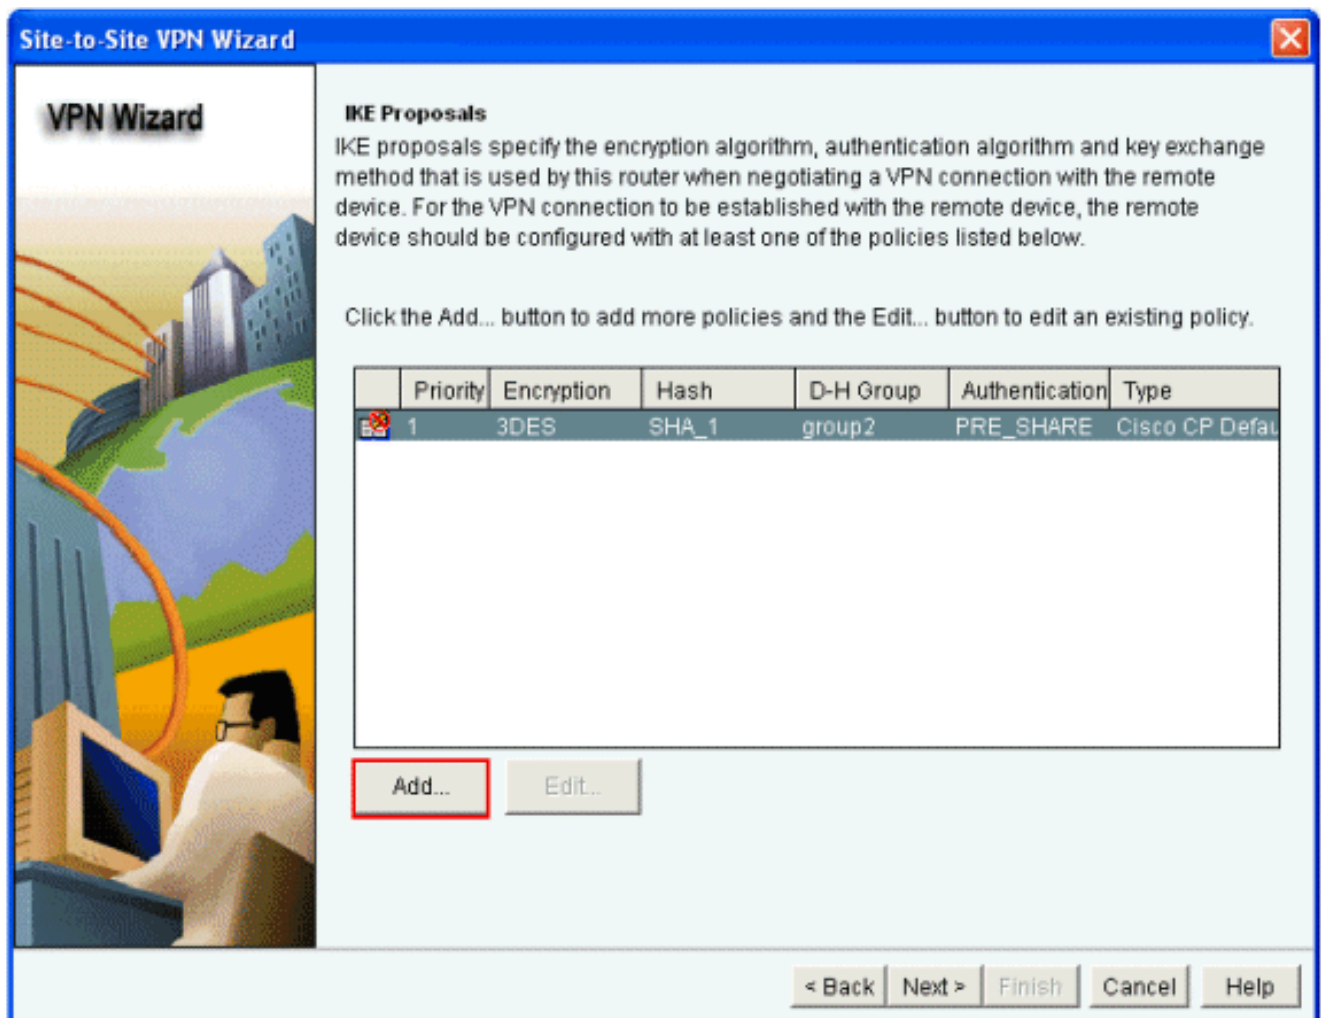 Site-to-Site VPN Wizard
VPN Wizard
IKE Proposals
IKE proposals specify the encryption algorithm, authentication algorithm and key exchange
method that is used by this router when negotiating a VPN connection with the remote
device. For the VPN connection to be established with the remote device, the remote
device should be configured with at least one of the policies listed below.
Click the Add... button to add more policies and the Edit... button to edit an existing policy.
Priority Encryption Hash D-H Group Authentication Type
1 3DES SHA_1 group2 PRE_SHARE Cisco CP Defau
Add... Edit...
< Back Next > Finish Cancel Help